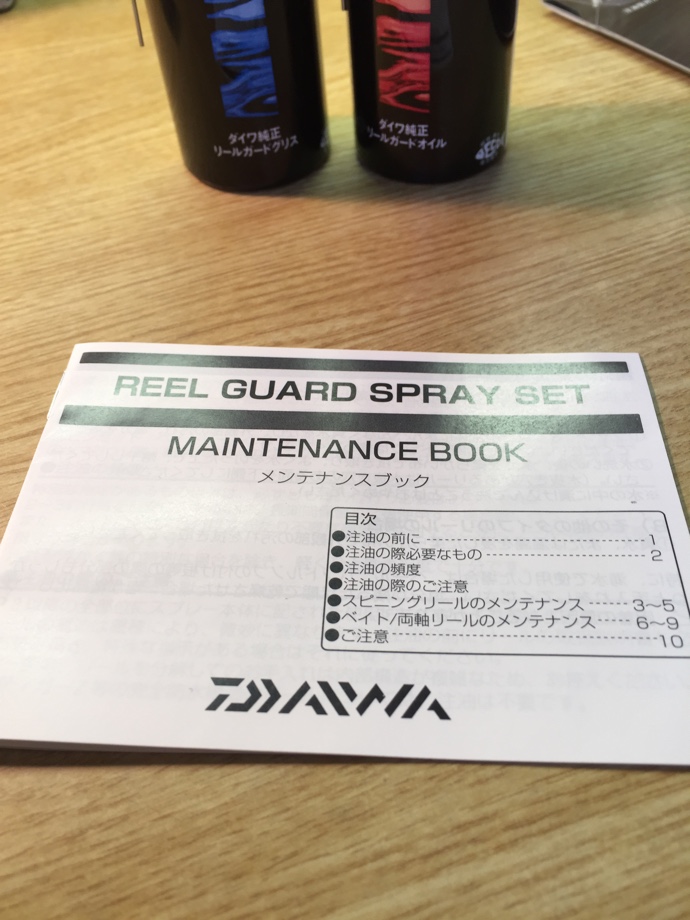 ダイワ純正
リールガードグリス
ダイワ純正
リールガードオイル
REEL GUARD SPRAY SET
MAINTENANCE BOOK
メンテナンスブック
目次
●注油の前に 1
●注油の際必要なもの 2
●注油の頻度
●注油の際のご注意
●スピニングリールのメンテナンス 3〜5
●ベイト/両軸リールのメンテナンス 6〜9
●ご注意 10
DAIWA